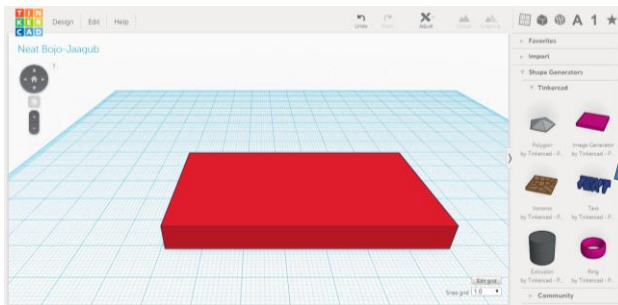 TIN
KER
CAD
Design Edit Help
Undo
Adjust
A 1
Neat Bojo-Jaagub
Favorites
Import
Shape Generators
Tinkercad
Polygon
by Tinkercad - P...
Image Generator
by Tinkercad - P...
by Tinkercad - P...
Text
by Tinkercad - P...
Extrusion
by Tinkercad - P...
Ring
by Tinkercad - P...
Community
Edit grid
Snap grid 1.0